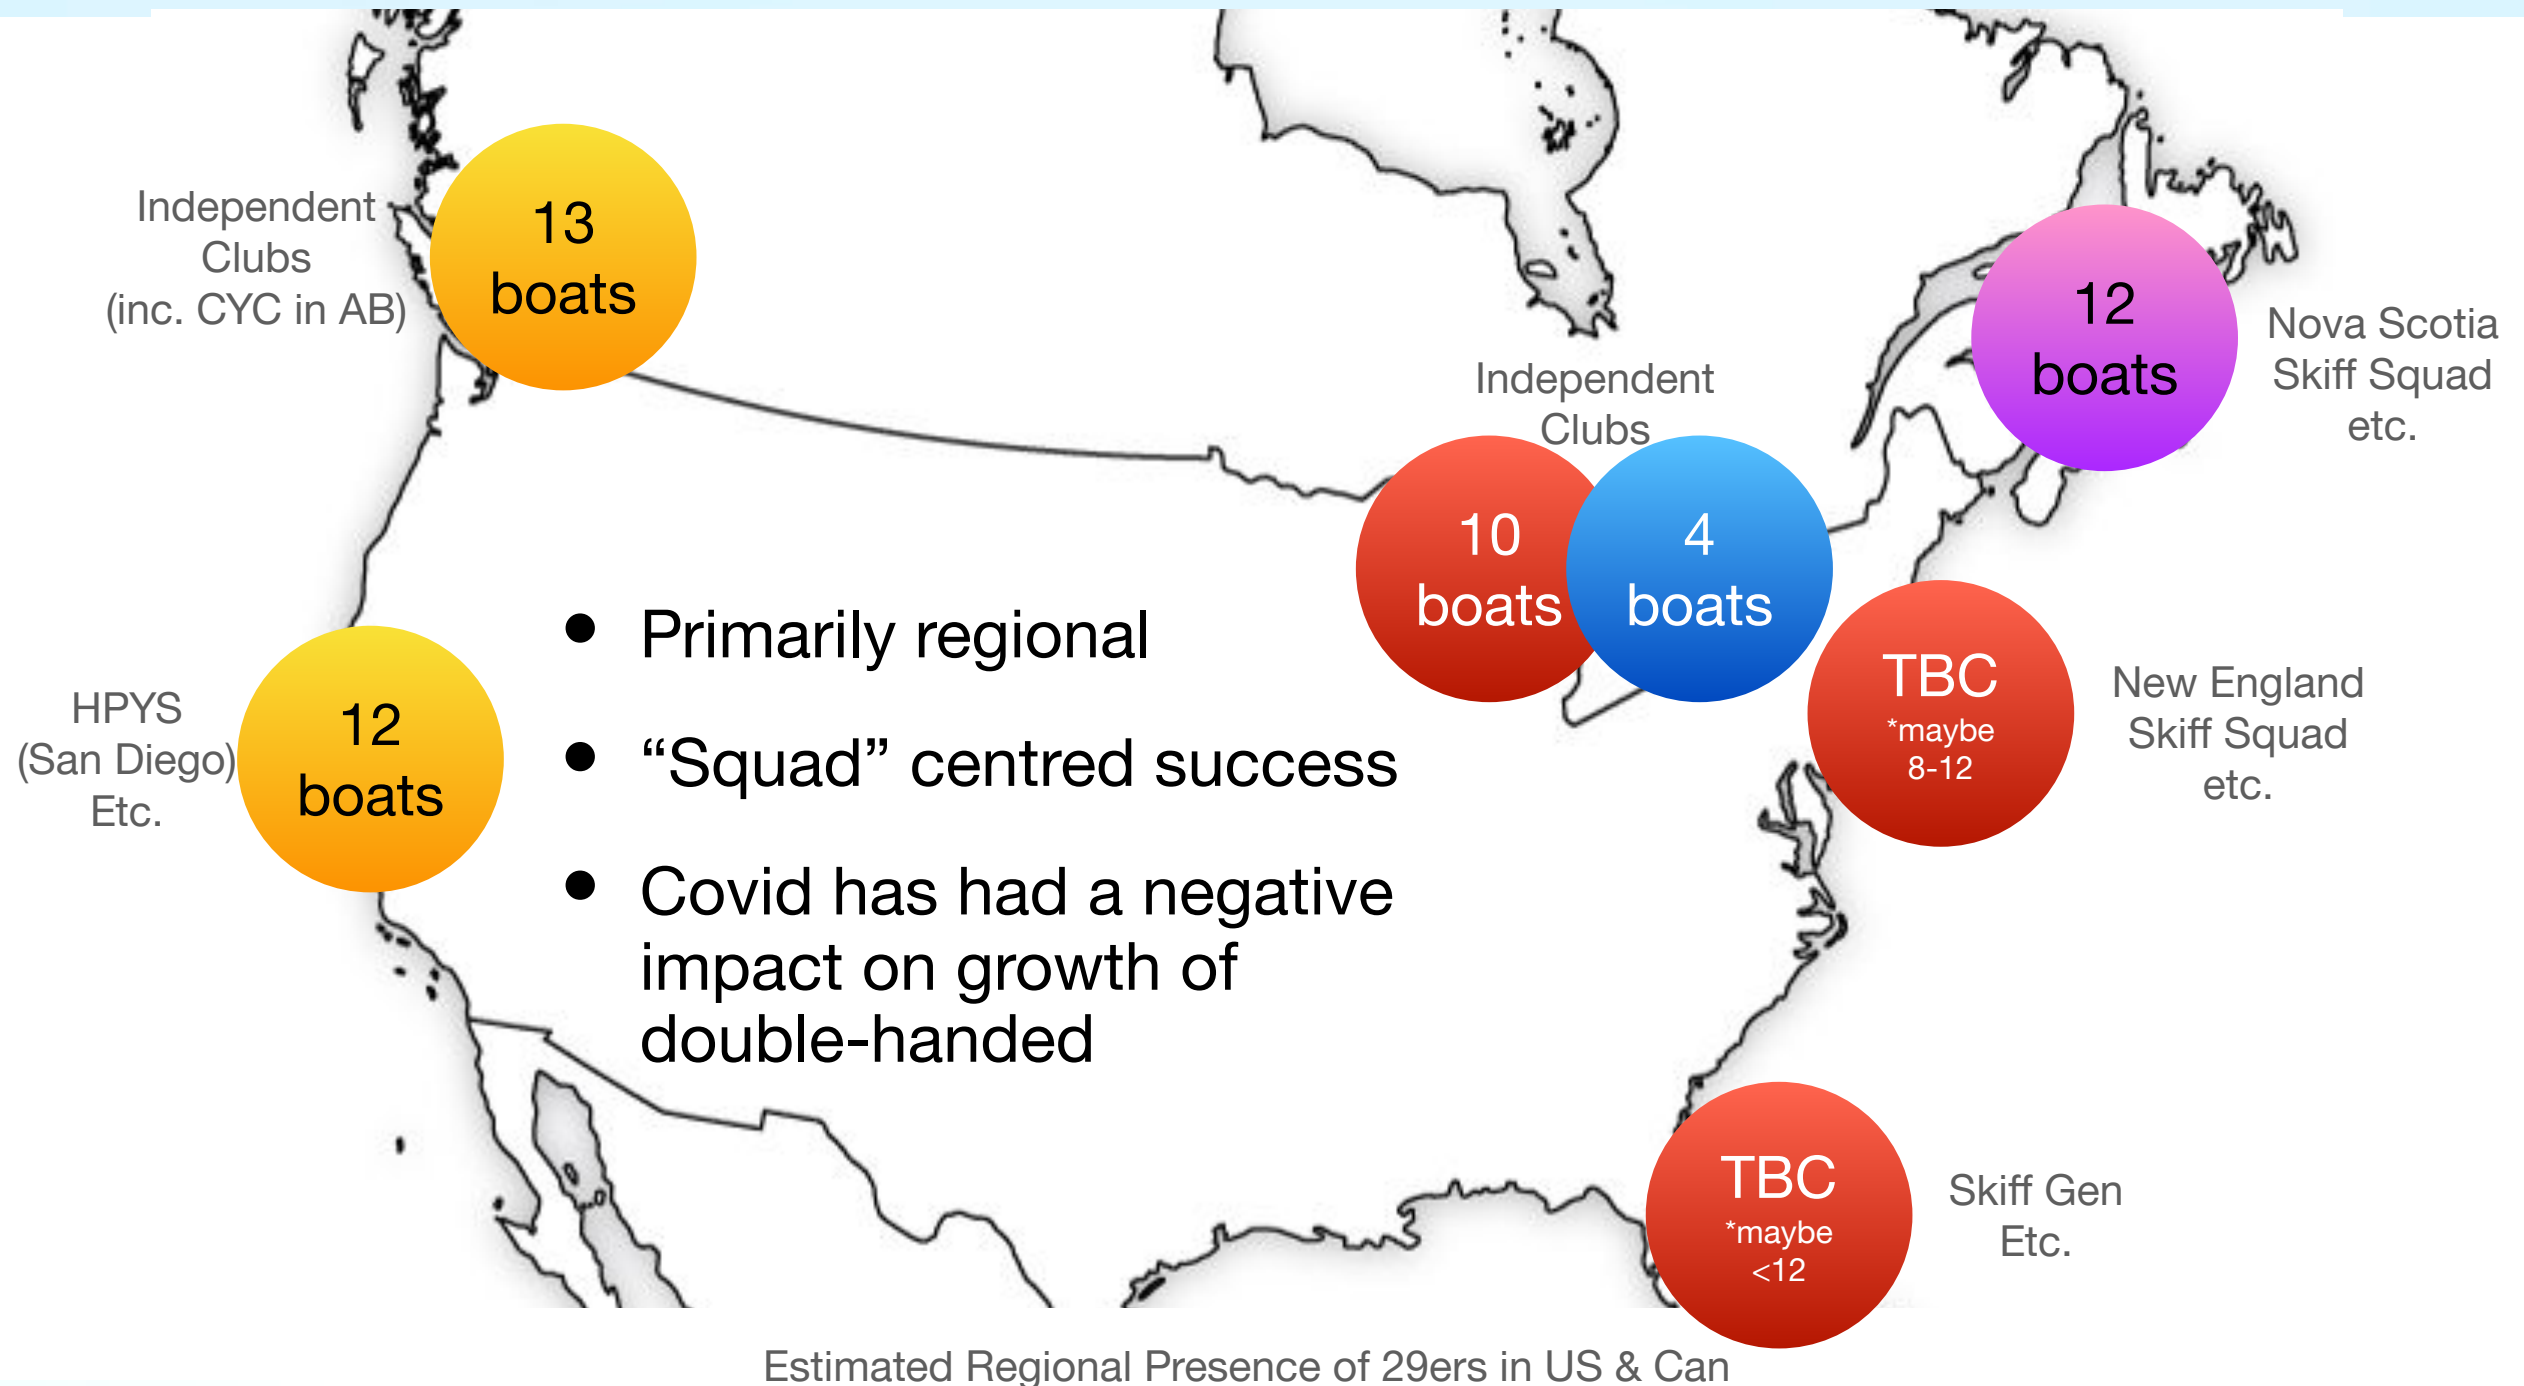 Independent
Clubs
(inc. CYC in AB)
13
boats
12
boats
Nova Scotia
Skiff Squad
etc.
Independent
Clubs
10
boats
4
boats
HPYS
(San Diego)
Etc.
12
boats
• Primarily regional
• “Squad” centred success
• Covid has had a negative
impact on growth of
double-handed
TBC
*maybe
8-12
New England
Skiff Squad
etc.
TBC
*maybe
<12
Skiff Gen
Etc.
Estimated Regional Presence of 29ers in US & Can